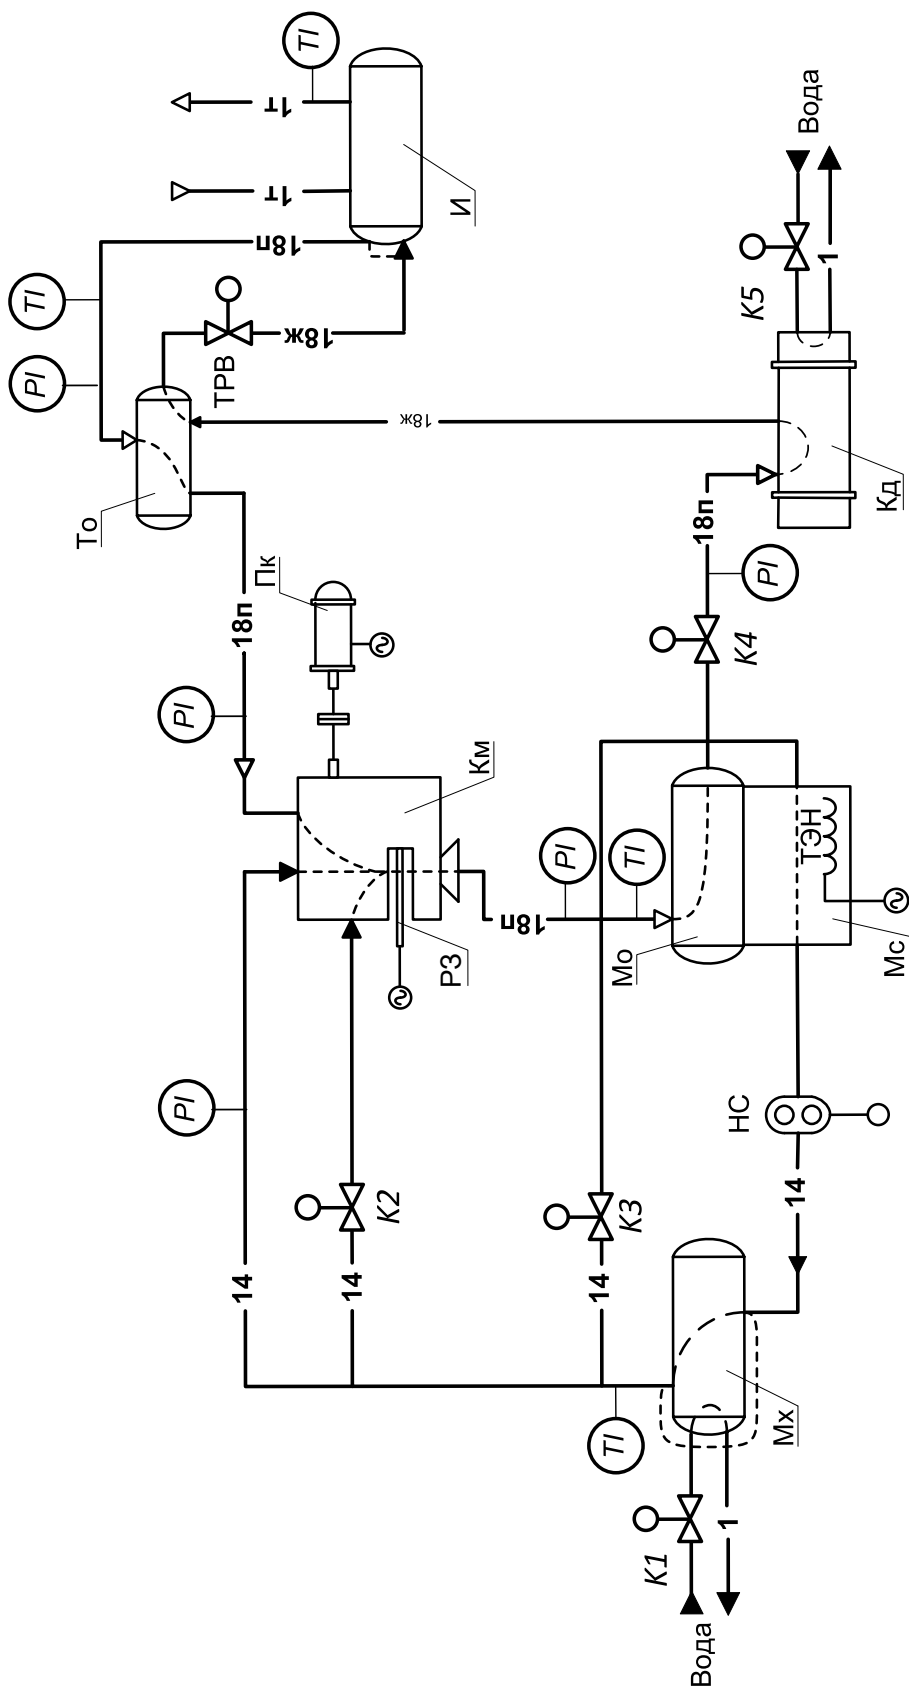 PI
TI
То
PI
PI
ТРВ
14
18п
Пк
18п
1т
1т
18ж
TI
14
К2
18ж
РЗ
И
Км
18п
PI
14
TI
К3
Мо
TI
К1
Вода
18п
1
НС
К4
К5
PI
Мх
14
ТЭН
Вода
1
Мс
Кд